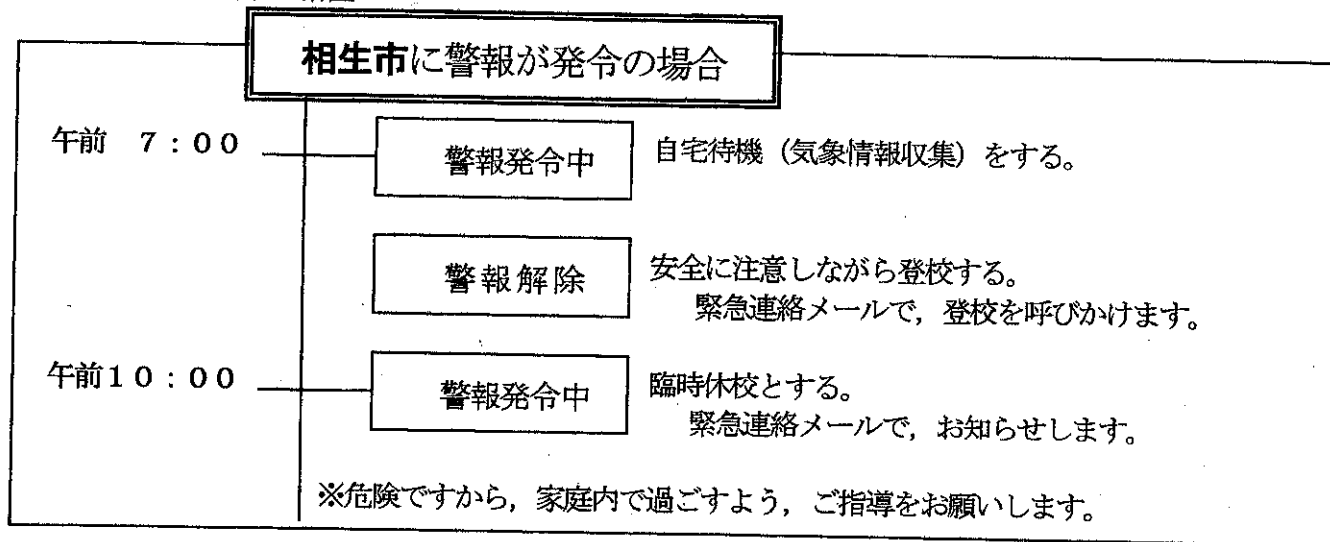 相生市に警報が発令の場合
午前 7:00
警報発令中
自宅待機（気象情報収集）をする。
警報解除
安全に注意しながら登校する。
緊急連絡メールで，登校を呼びかけます。
午前10:00
警報発令中
臨時休校とする。
緊急連絡メールで，お知らせします。
※危険ですから，家庭内で過ごすよう，ご指導をお願いします。